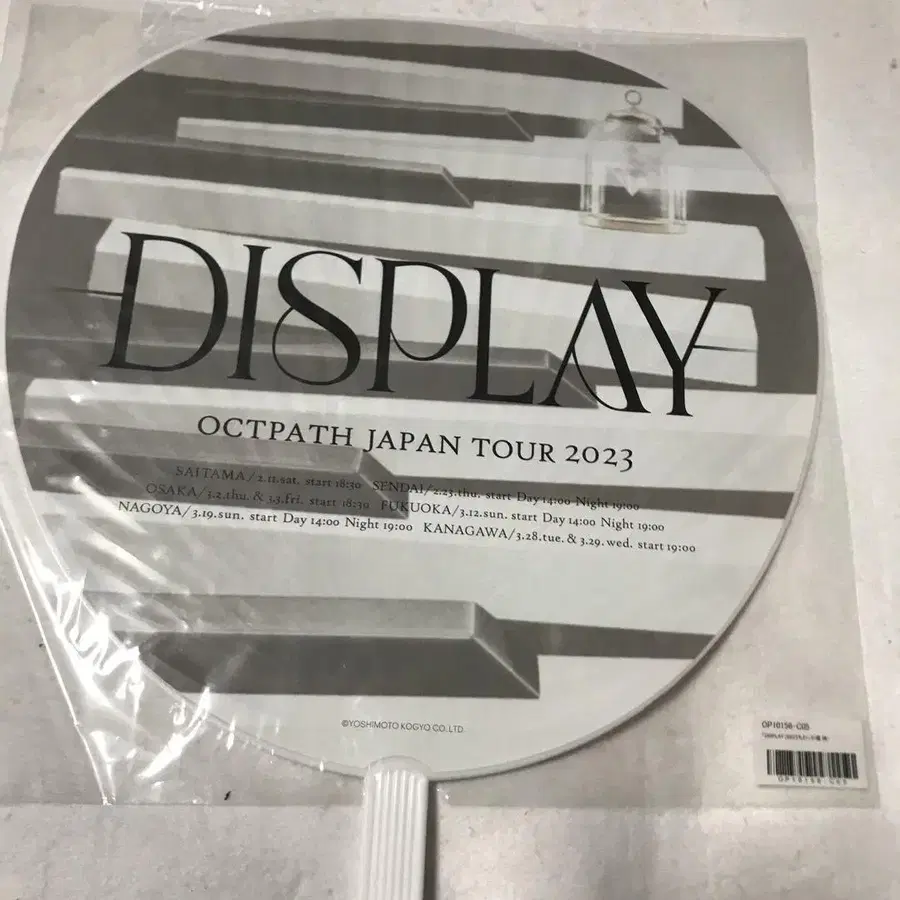 DISPLAY
OCTPATH JAPAN TOUR 2023
SAITAMA/2.11.sat. start 18:30 SENDAI/2.23.thu. start Day 14:00 Night 19:00
OSAKA/3.2.thu. & 3.3.fri. start 18:30 FUKUOKA/3.12.sun. start Day 14:00 Night 19:00
NAGOYA/3.19.sun. start Day 14:00 Night 19:00 KANAGAWA/3.28.tue. & 3.29.wed. start 19:00
©YOSHIMOTO KOGYO CO.,LTD.
OP10156-C05
OP10156-C05